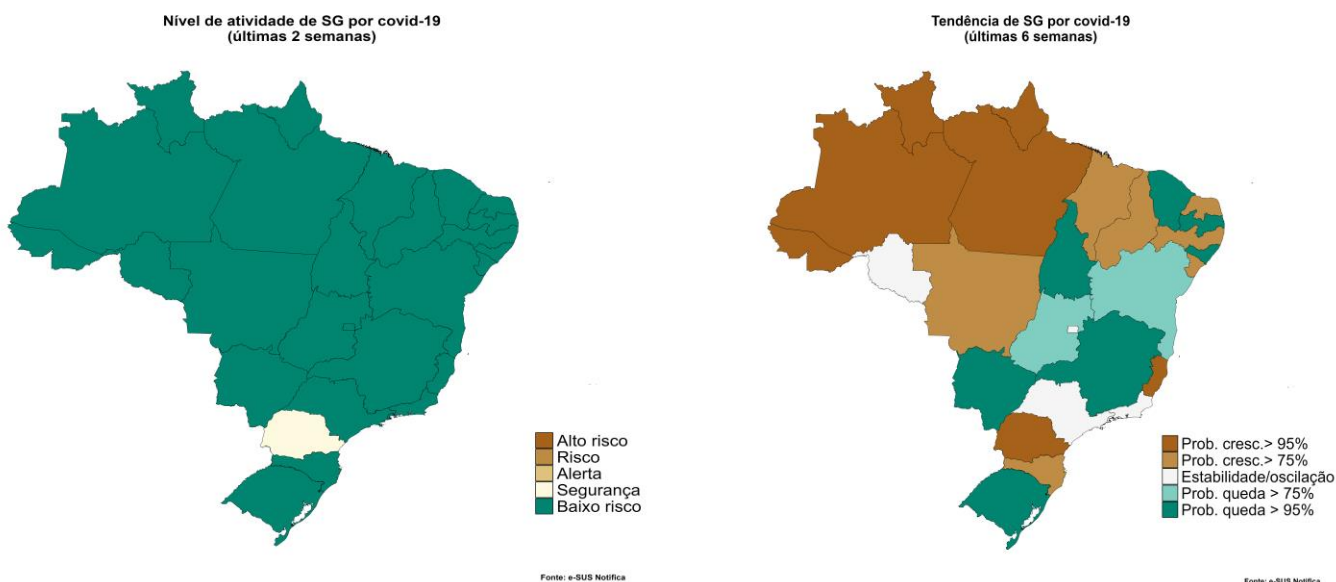 Nível de atividade de SG por covid-19
(últimas 2 semanas)
Alto risco
Risco
Alerta
Segurança
Baixo risco
Fonte: e-SUS Notifica
Tendência de SG por covid-19
(últimas 6 semanas)
Prob. cresc.> 95%
Prob. cresc.> 75%
Estabilidade/oscilação
Prob. queda > 75%
Prob. queda > 95%
Fonte: e-SUS Notifica